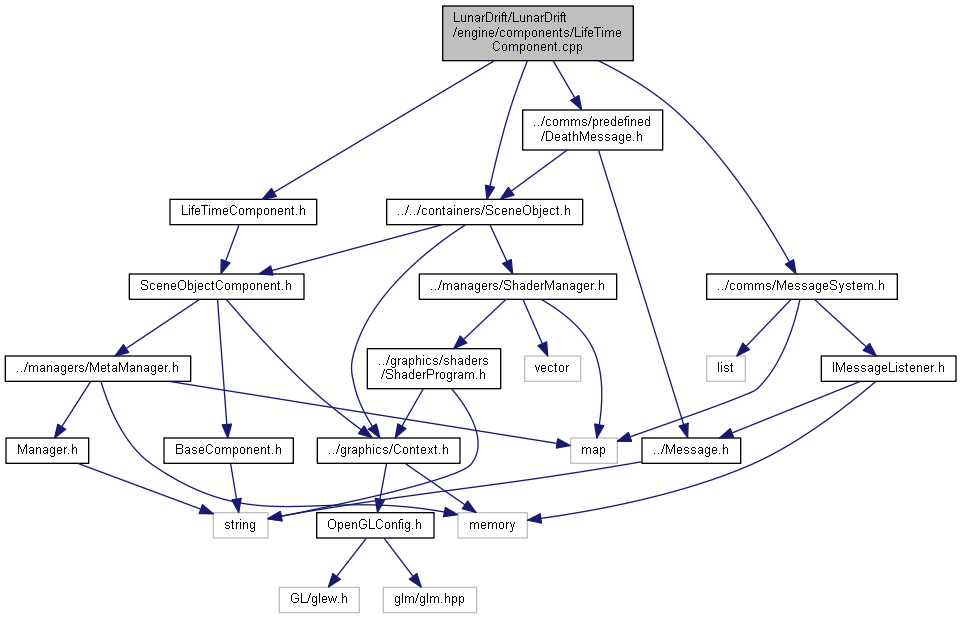 LunarDrift/LunarDrift
/engine/components/LifeTime
Component.cpp
../comms/predefined
/DeathMessage.h
LifeTimeComponent.h
../../containers/SceneObject.h
SceneObjectComponent.h
../managers/ShaderManager.h
../comms/MessageSystem.h
../managers/MetaManager.h
../graphics/shaders
/ShaderProgram.h
vector
list
IMessageListener.h
Manager.h
BaseComponent.h
../graphics/Context.h
map
../Message.h
string
OpenGLConfig.h
memory
GL/glew.h
glm/glm.hpp